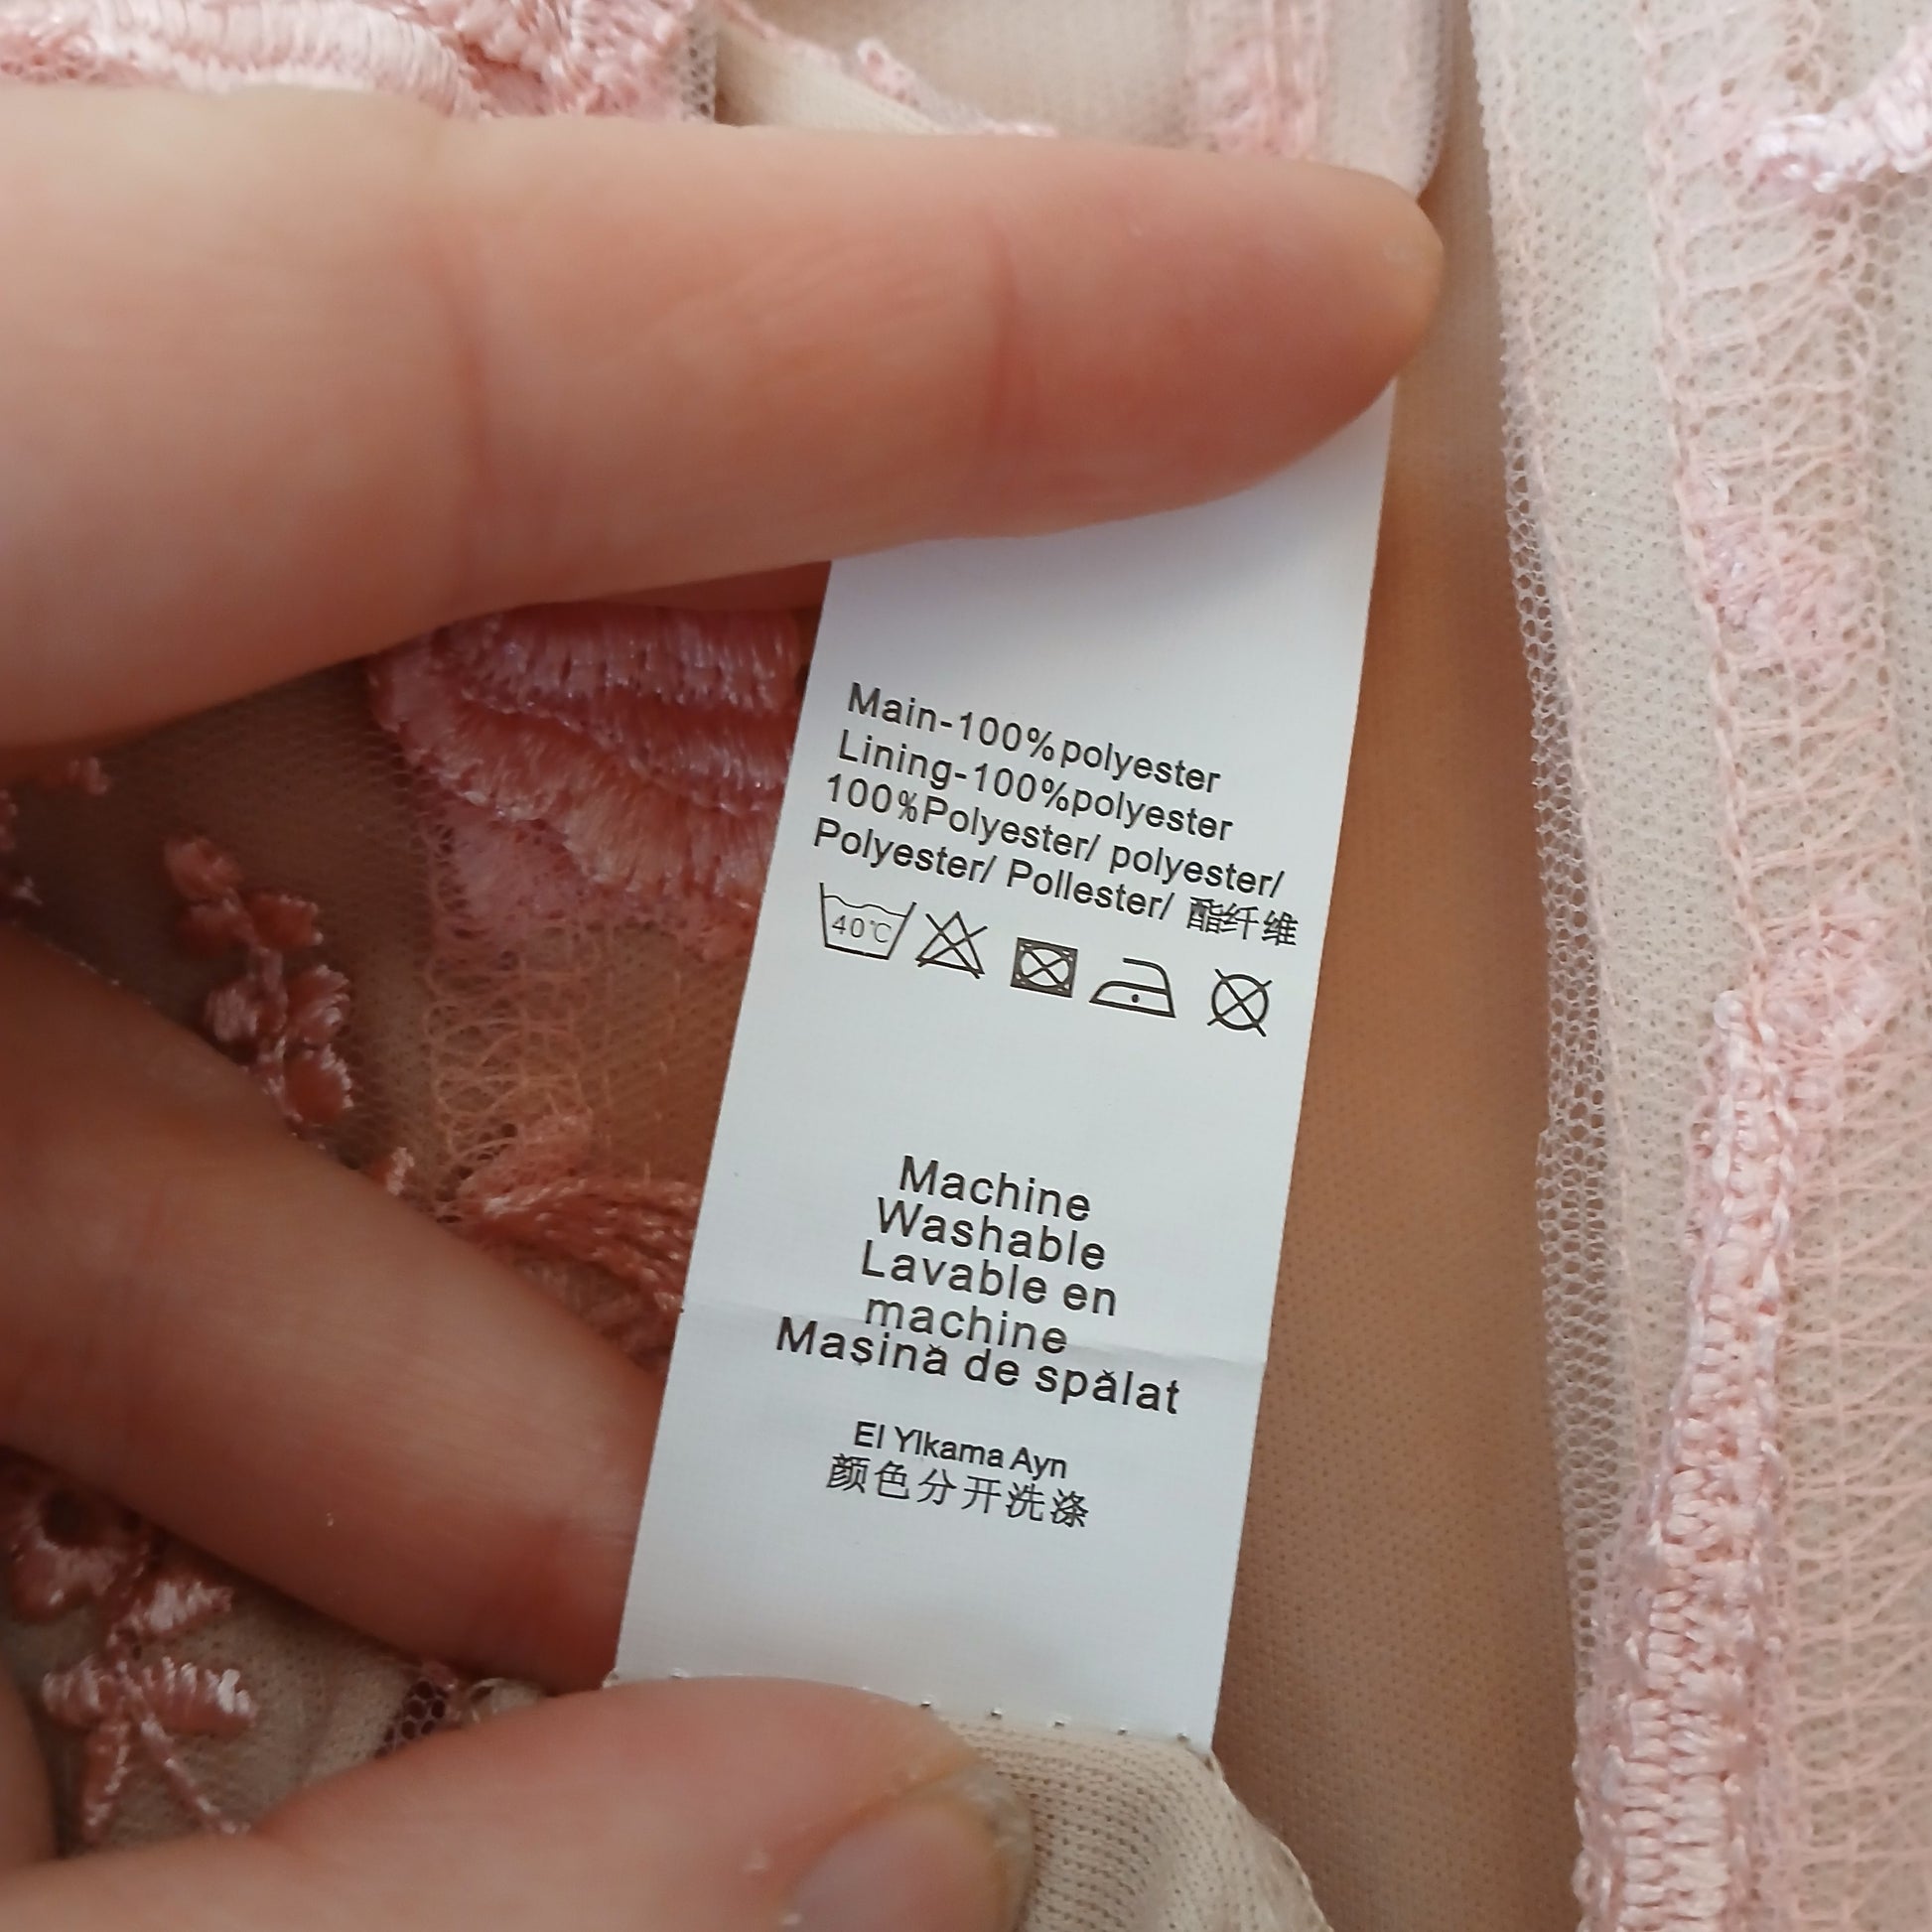 Main-100%polyester
Lining-100%polyester
100%Polyester/ polyester/
Polyester/ Pollester/ 酯纤维
40℃
Machine
Washable
Lavable en
machine
Mașină de spălat
El Ylkama Ayn
颜色分开洗涤